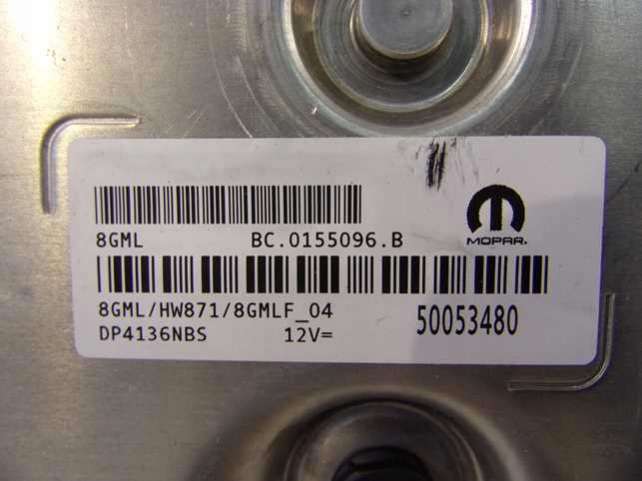 8GML BC.0155096.B
MOPAR.
8GML/HW871/8GMLF_04
DP4136NBS 12V=
50053480